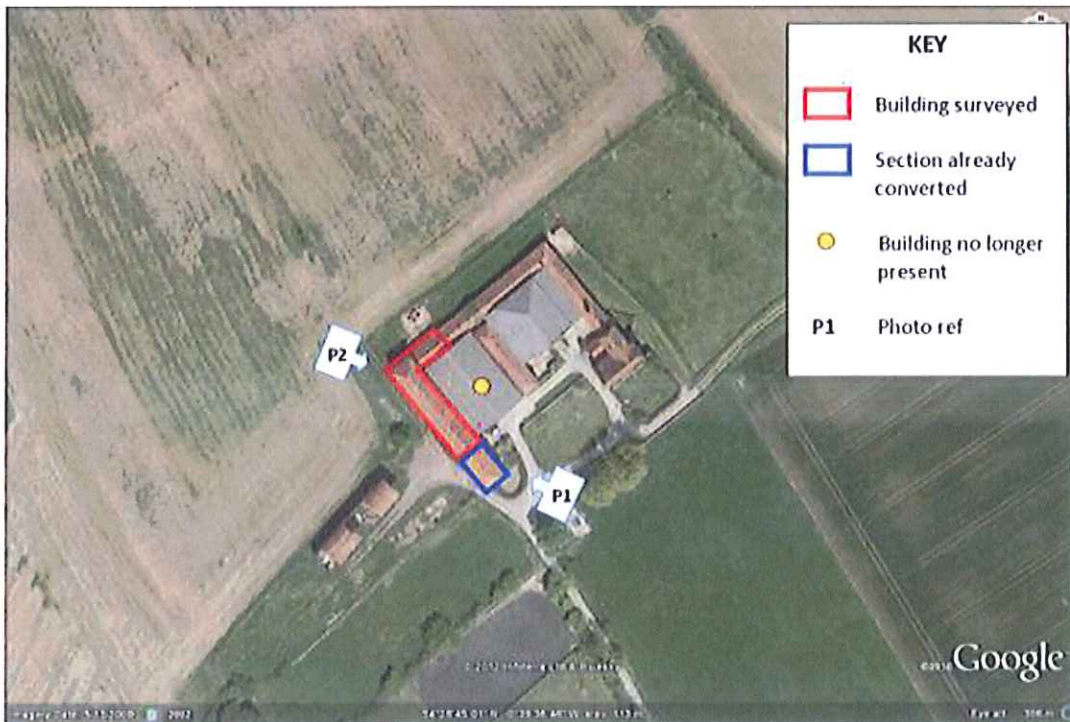 KEY
Building surveyed
Section already
converted
Building no longer
present
P1 Photo ref
P2
P1
Google